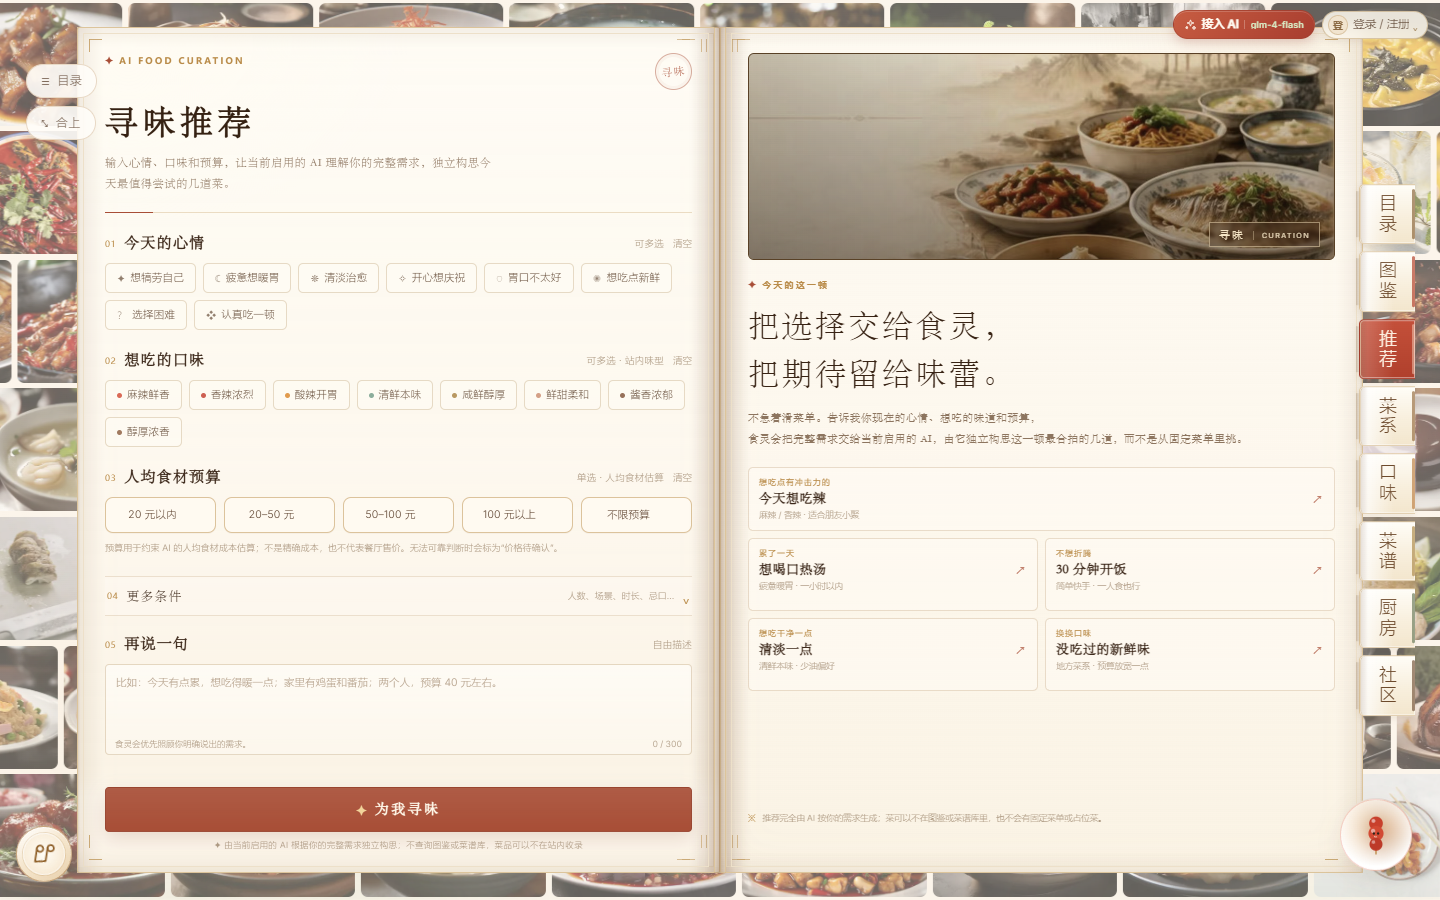 接入 AI | glm-4-flash
登 登录 / 注册
目录
合上
AI FOOD CURATION
寻味
寻味推荐
输入心情、口味和预算，让当前启用的 AI 理解你的完整需求，独立构思今
天最值得尝试的几道菜。
01 今天的心情 可多选 清空
想犒劳自己 疲惫想暖胃 清淡治愈 开心想庆祝 胃口不太好 想吃点新鲜
? 选择困难 认真吃一顿
02 想吃的口味 可多选 · 站内味型 清空
麻辣鲜香 香辣浓烈 酸辣开胃 清鲜本味 咸鲜醇厚 鲜甜柔和 酱香浓郁
醇厚浓香
03 人均食材预算 单选 · 人均食材估算 清空
20 元以内 20–50 元 50–100 元 100 元以上 不限预算
预算用于约束 AI 的人均食材成本估算；不是精确成本，也不代表餐厅售价。无法可靠判断时会标为“价格待确认”。
04 更多条件 人数、场景、时长、忌口...
05 再说一句 自由描述
比如：今天有点累，想吃得暖一点；家里有鸡蛋和番茄；两个人，预算 40 元左右。
食灵会优先照顾你明确说出的需求。 0 / 300
为我寻味
由当前启用的 AI 根据你的完整需求独立构思；不查询图鉴或菜谱库，菜品可以不在站内收录
寻味 | CURATION
今天的这一顿
把选择交给食灵，
把期待留给味蕾。
不急着滑菜单。告诉我你现在的心情、想吃的味道和预算，
食灵会把完整需求交给当前启用的 AI，由它独立构思这一顿最合拍的几道，而不是从固定菜单里挑。
想吃点有冲击力的
今天想吃辣
麻辣 / 香辣 · 适合朋友小聚
累了一天
想喝口热汤
疲惫暖胃 · 一小时以内
不想折腾
30 分钟开饭
简单快手 · 一人食也行
想吃干净一点
清淡一点
清鲜本味 · 少油偏好
换换口味
没吃过的新鲜味
地方菜系 · 预算放宽一点
※ 推荐完全由 AI 按你的需求生成；菜可以不在图鉴或菜谱库里，也不会有固定菜单或占位菜。
目录
图鉴
推荐
菜系
口味
菜谱
厨房
社区